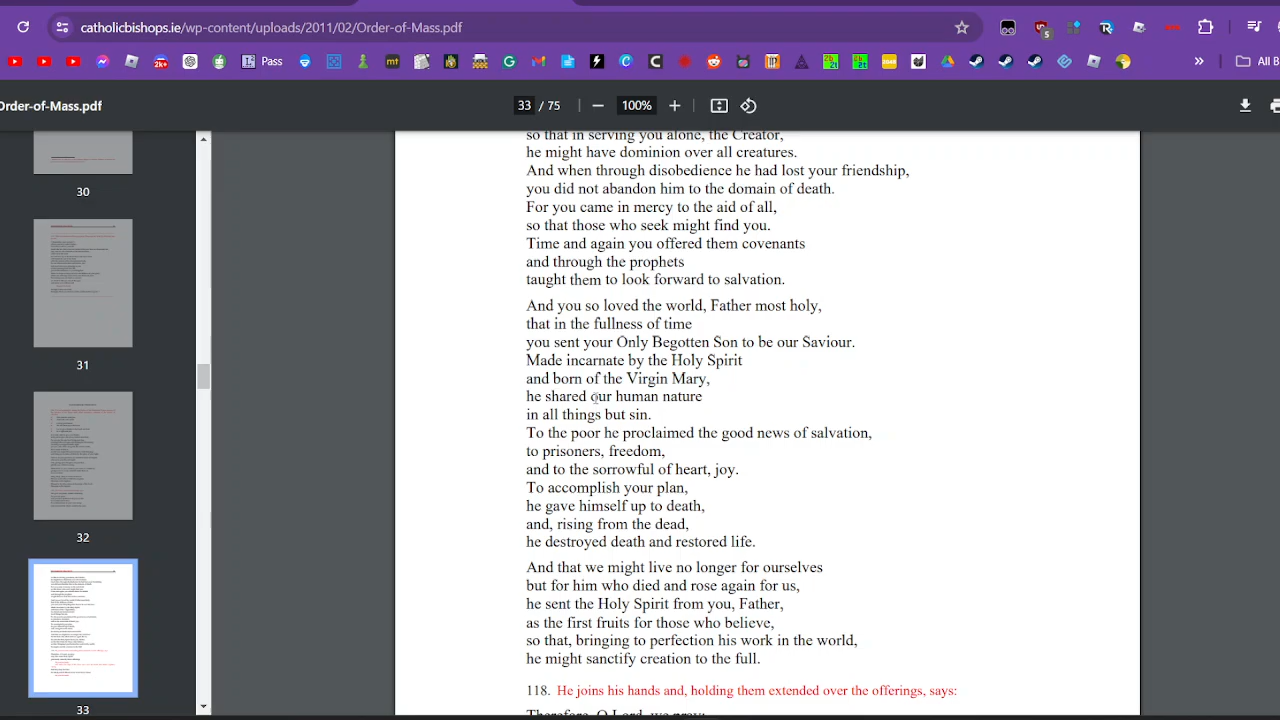 catholicbishops.ie/wp-content/uploads/2011/02/Order-of-Mass.pdf
5
2K+
Pass
mt
»
All B
Order-of-Mass.pdf
33 / 75
100%
so that in serving you alone, the Creator,
he might have dominion over all creatures.
And when through disobedience he had lost your friendship,
you did not abandon him to the domain of death.
For you came in mercy to the aid of all,
so that those who seek might find you.
Time and again you offered them covenants
and through the prophets
taught them to look forward to salvation.
And you so loved the world, Father most holy,
that in the fullness of time
you sent your Only Begotten Son to be our Saviour.
Made incarnate by the Holy Spirit
and born of the Virgin Mary,
he shared our human nature
in all things but sin.
To the poor he proclaimed the good news of salvation,
to prisoners, freedom,
and to the sorrowful of heart, joy.
To accomplish your plan,
he gave himself up to death,
and, rising from the dead,
he destroyed death and restored life.
And that we might live no longer for ourselves
but for him who died and rose again for us,
he sent the Holy Spirit from you, Father,
as the first fruits for those who believe,
so that, bringing to perfection his work in the world,
he might sanctify creation to the full.
118. He joins his hands and, holding them extended over the offerings, says:
Therefore, O Lord, we pray:
30
31
32
33